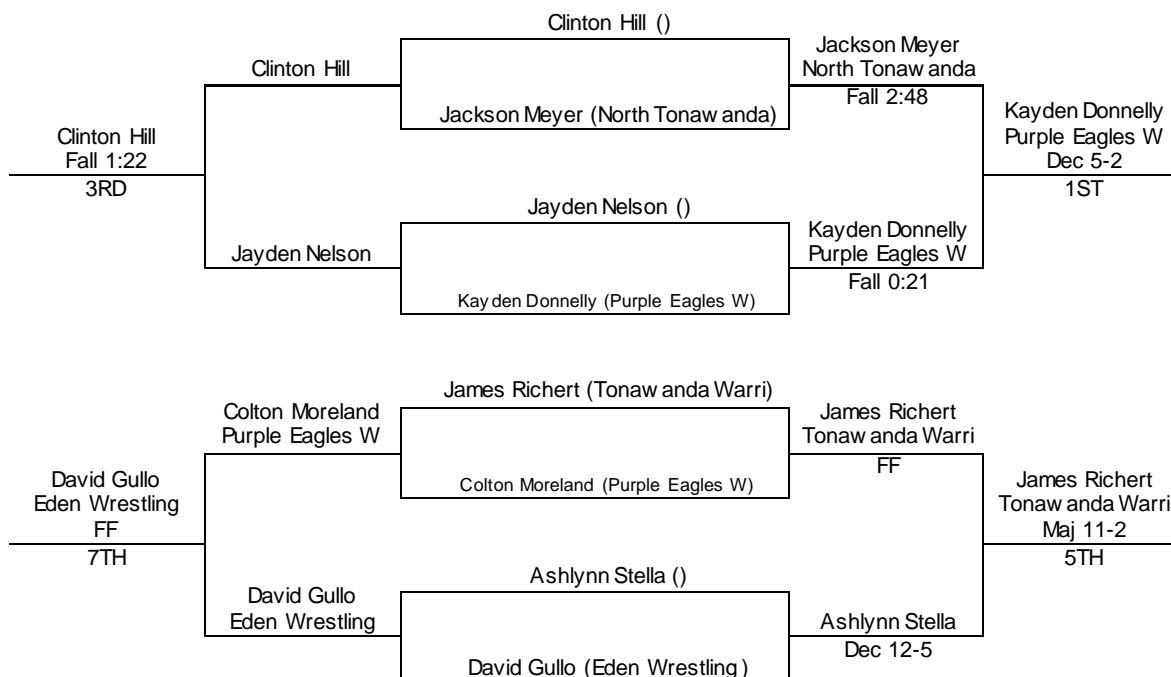 Clinton Hill ()
Jackson Meyer
North Tonaw anda
Fall 2:48
Clinton Hill
Jackson Meyer (North Tonaw anda)
Kayden Donnelly
Purple Eagles W
Dec 5-2
1ST
Clinton Hill
Fall 1:22
3RD
Jayden Nelson ()
Kayden Donnelly
Purple Eagles W
Fall 0:21
Jayden Nelson
Kayden Donnelly (Purple Eagles W)
James Richert (Tonaw anda Warri)
Colton Moreland
Purple Eagles W
James Richert
Tonaw anda Warri
FF
Colton Moreland (Purple Eagles W)
David Gullo
Eden Wrestling
FF
7TH
James Richert
Tonaw anda Warri
Maj 11-2
5TH
Ashlynn Stella ()
David Gullo
Eden Wrestling
Ashlynn Stella
Dec 12-5
David Gullo (Eden Wrestling)